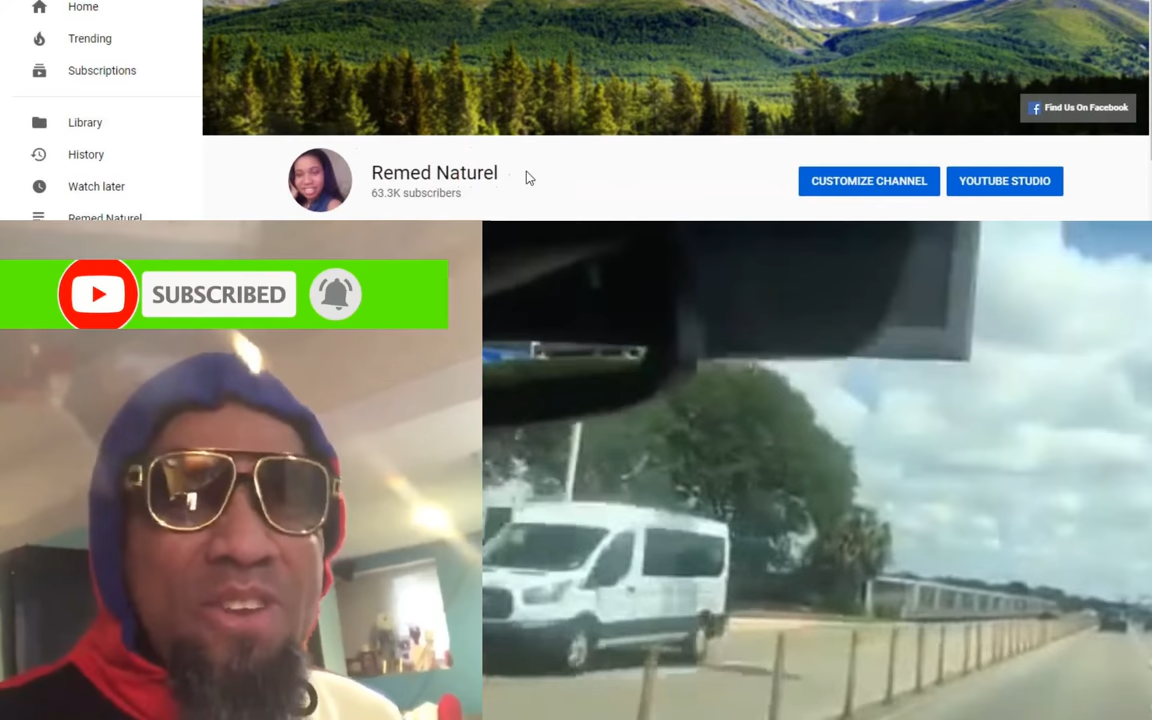 Home
Trending
Subscriptions
Library
History
Watch later
Remed Naturel
Find Us On Facebook
Remed Naturel
63.3K subscribers
CUSTOMIZE CHANNEL
YOUTUBE STUDIO
SUBSCRIBED